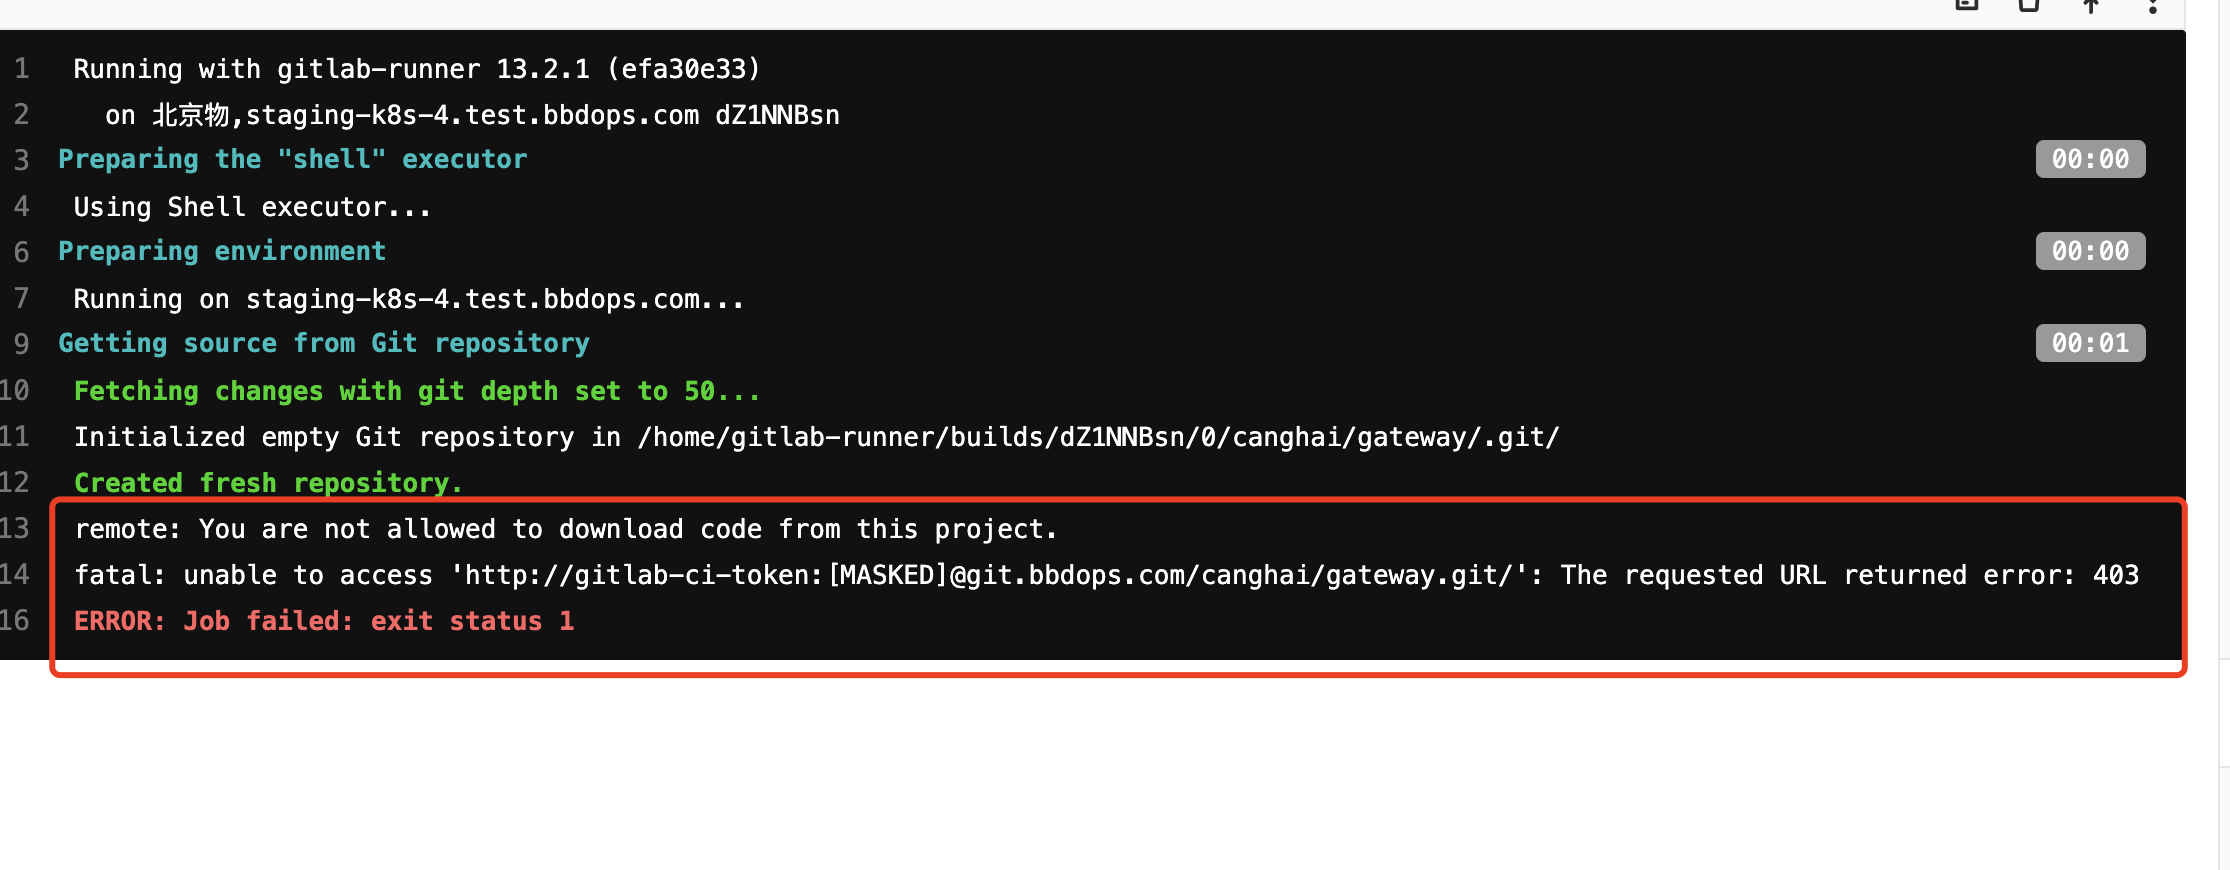 1 Running with gitlab-runner 13.2.1 (efa30e33)
2 on 北京物,staging-k8s-4.test.bbdops.com dZ1NNBsn
3 Preparing the "shell" executor 00:00
4 Using Shell executor...
6 Preparing environment 00:00
7 Running on staging-k8s-4.test.bbdops.com...
9 Getting source from Git repository 00:01
10 Fetching changes with git depth set to 50...
11 Initialized empty Git repository in /home/gitlab-runner/builds/dZ1NNBsn/0/canghai/gateway/.git/
12 Created fresh repository.
13 remote: You are not allowed to download code from this project.
14 fatal: unable to access 'http://gitlab-ci-token:[MASKED]@git.bbdops.com/canghai/gateway.git/': The requested URL returned error: 403
16 ERROR: Job failed: exit status 1